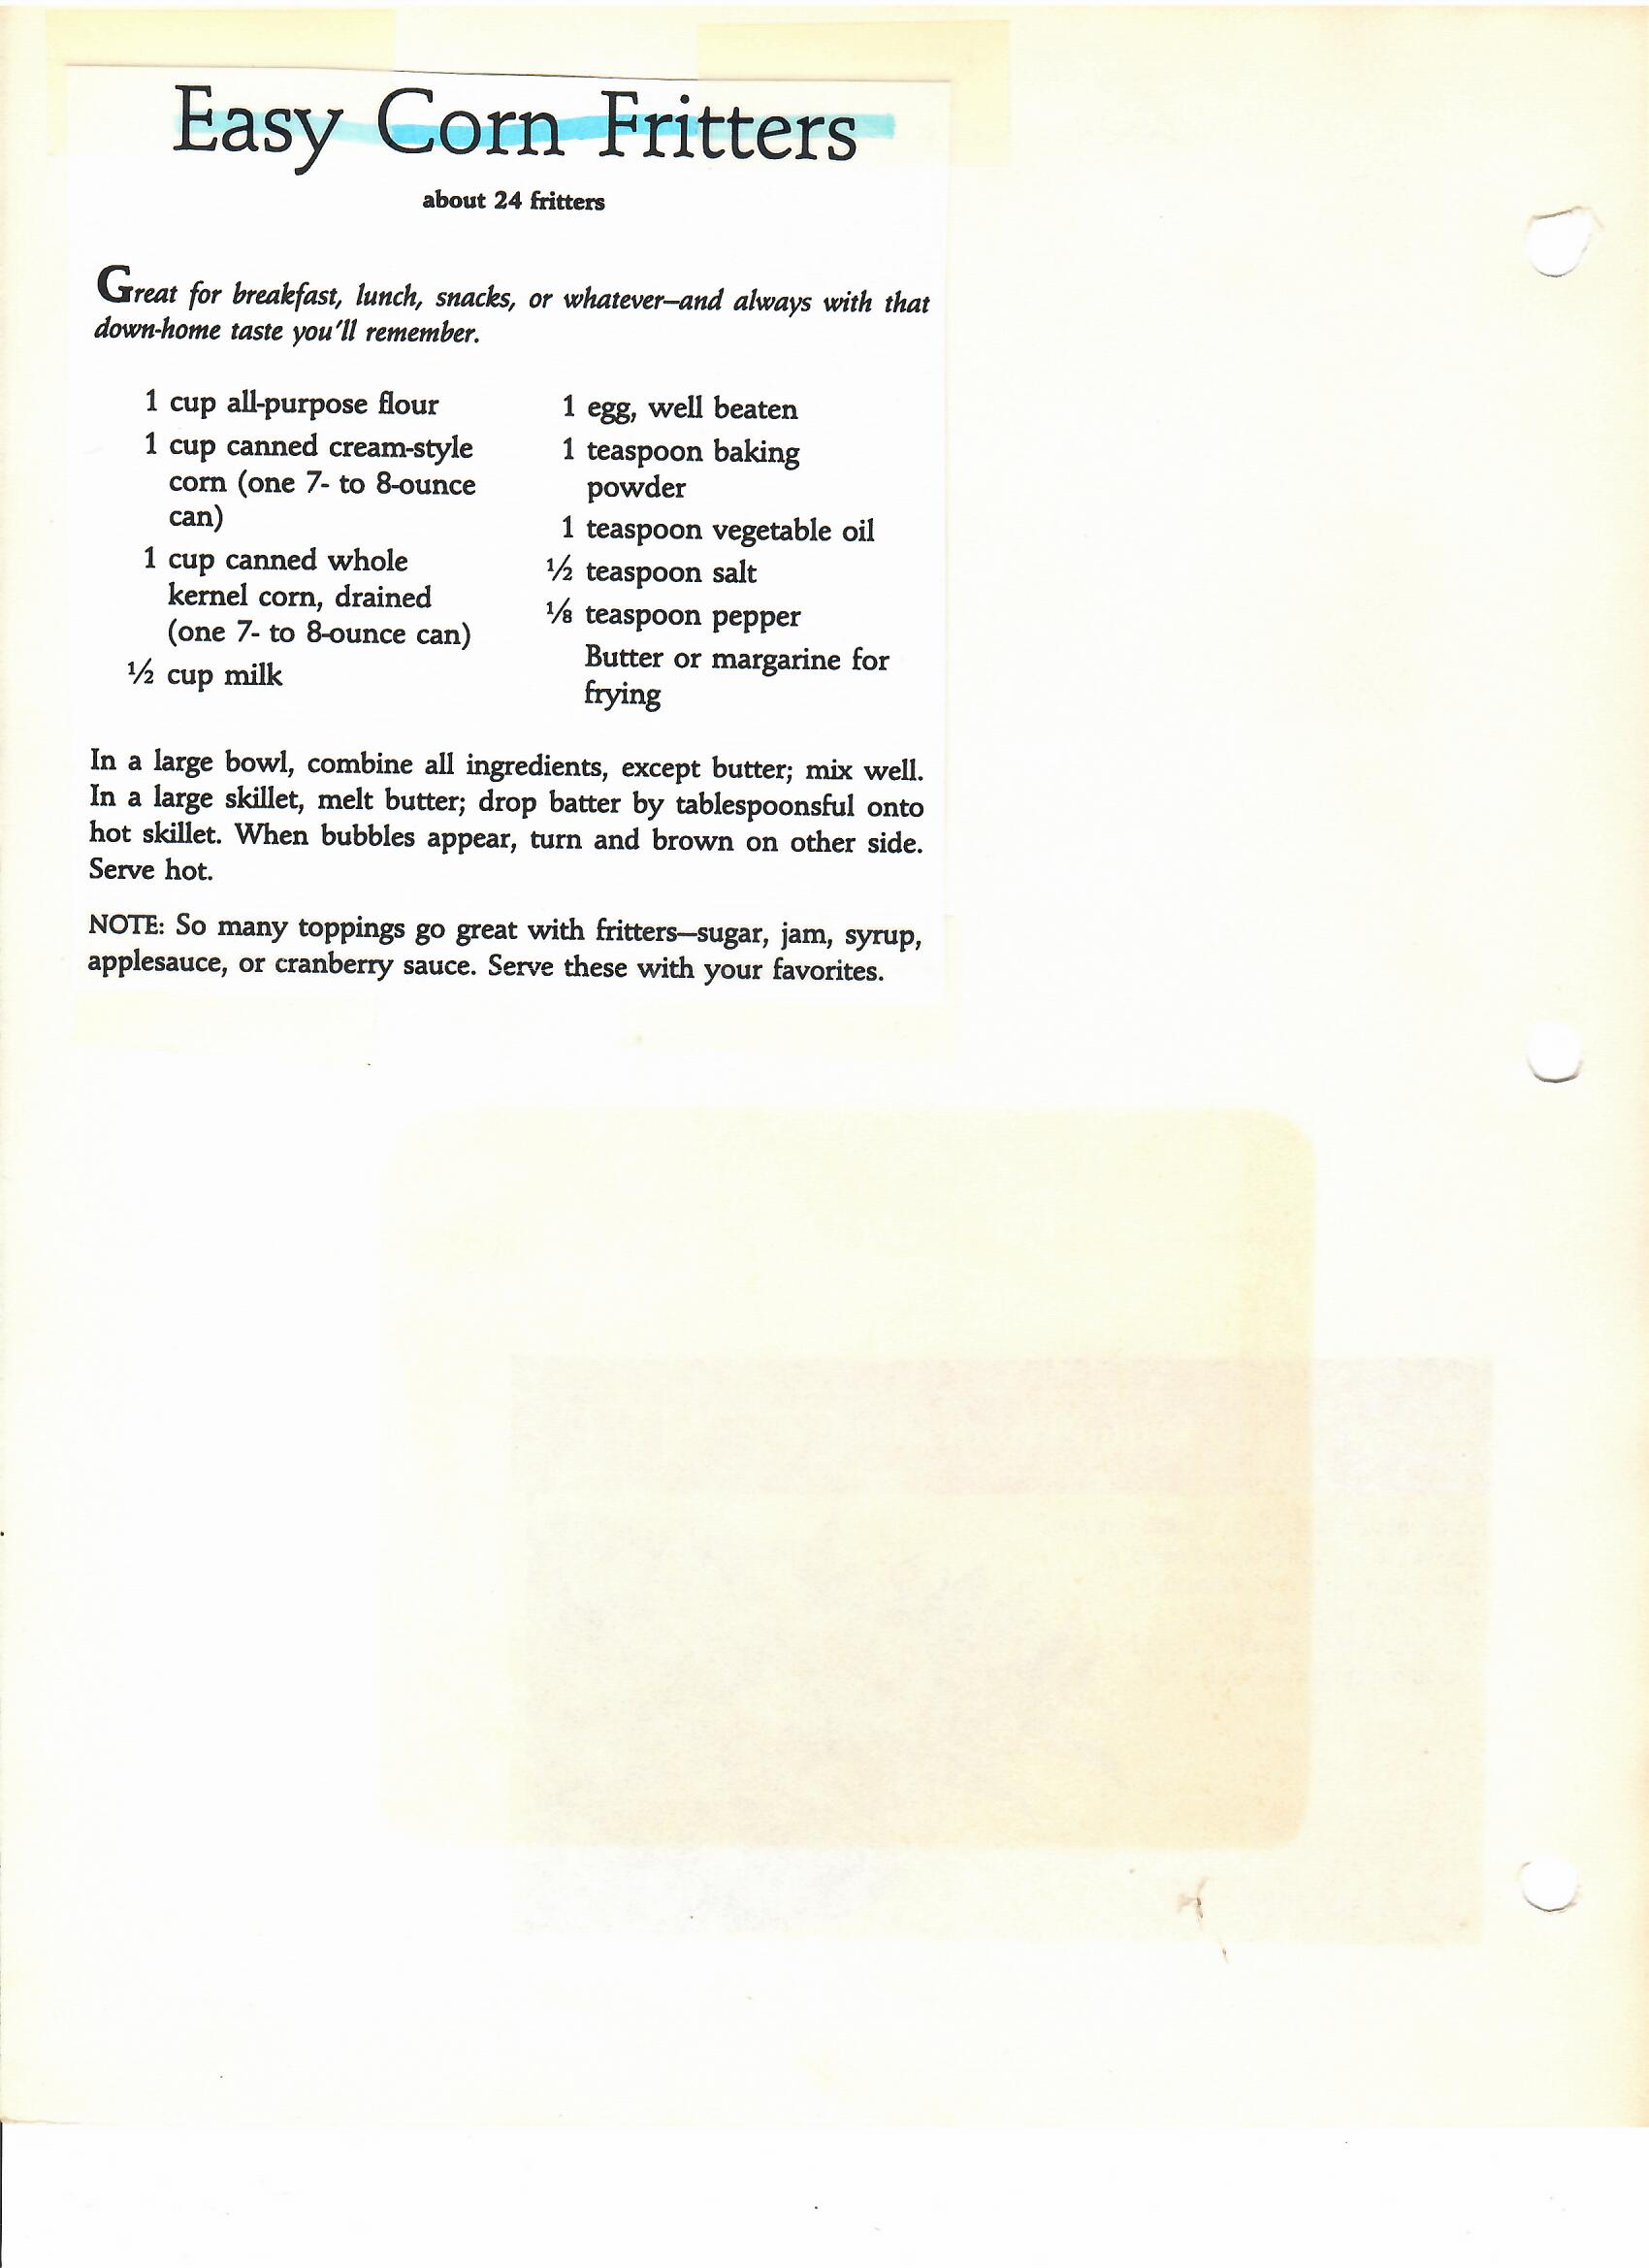 Easy Corn Fritters
about 24 fritters
Great for breakfast, lunch, snacks, or whatever—and always with that
down-home taste you'll remember.
1 cup all-purpose flour
1 cup canned cream-style
corn (one 7- to 8-ounce
can)
1 cup canned whole
kernel corn, drained
(one 7- to 8-ounce can)
½ cup milk
1 egg, well beaten
1 teaspoon baking
powder
1 teaspoon vegetable oil
½ teaspoon salt
⅛ teaspoon pepper
Butter or margarine for
frying
In a large bowl, combine all ingredients, except butter; mix well.
In a large skillet, melt butter; drop batter by tablespoonsful onto
hot skillet. When bubbles appear, turn and brown on other side.
Serve hot.
NOTE: So many toppings go great with fritters—sugar, jam, syrup,
applesauce, or cranberry sauce. Serve these with your favorites.